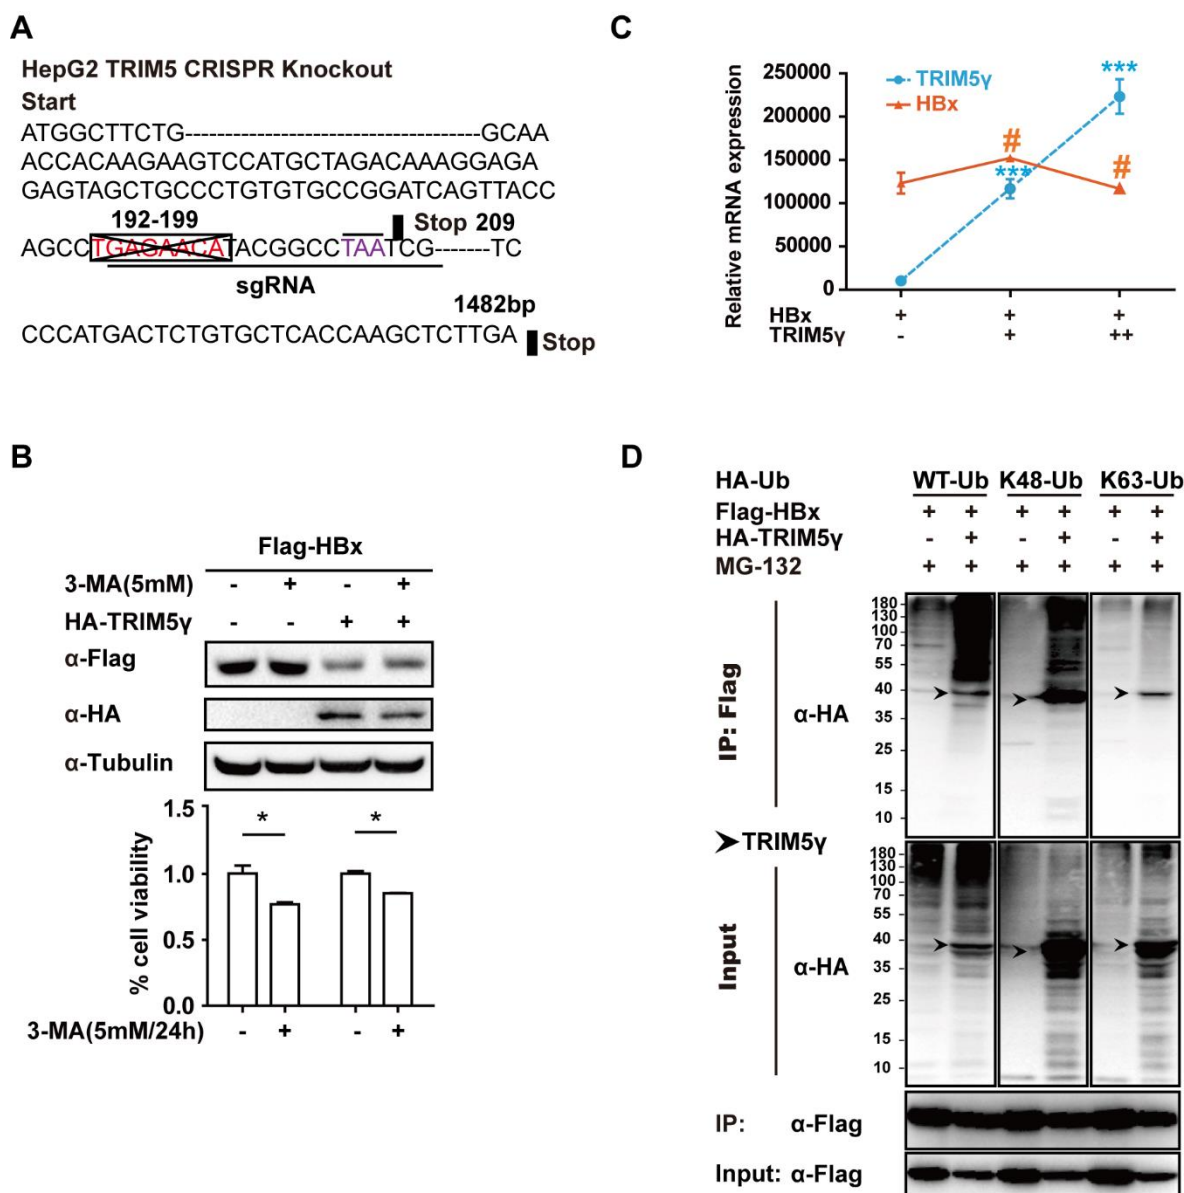 A
HepG2 TRIM5 CRISPR Knockout
Start
ATGGCTTCTG-------------------------------------GCAA
ACCACAAGAAGTCCATGCTAGACAAAGGAGA
GAGTAGCTGCCCTGTGTGCCGGATCAGTTACC
192-199 Stop 209
AGCCTGAGAACATACGGCCTAATCG-------TC
sgRNA
1482bp
CCCATGACTCTGTGCTCACCAAGCTCTTGA
Stop
B
Flag-HBx
3-MA(5mM) - + - +
HA-TRIM5γ - - + +
α-Flag
α-HA
α-Tubulin
% cell viability
1.5
1.0
0.5
0.0
* *
3-MA(5mM/24h) - + - +
C
Relative mRNA expression
250000
200000
150000
100000
50000
0
TRIM5γ
HBx
***
#
***
#
HBx + + +
TRIM5γ - + ++
D
HA-Ub WT-Ub K48-Ub K63-Ub
Flag-HBx + + + + + +
HA-TRIM5γ - + - + - +
MG-132 + + + + + +
IP: Flag
α-HA
180
130
100
70
55
40
35
25
15
10
TRIM5γ
Input
α-HA
180
130
100
70
55
40
35
25
15
10
IP: α-Flag
Input: α-Flag